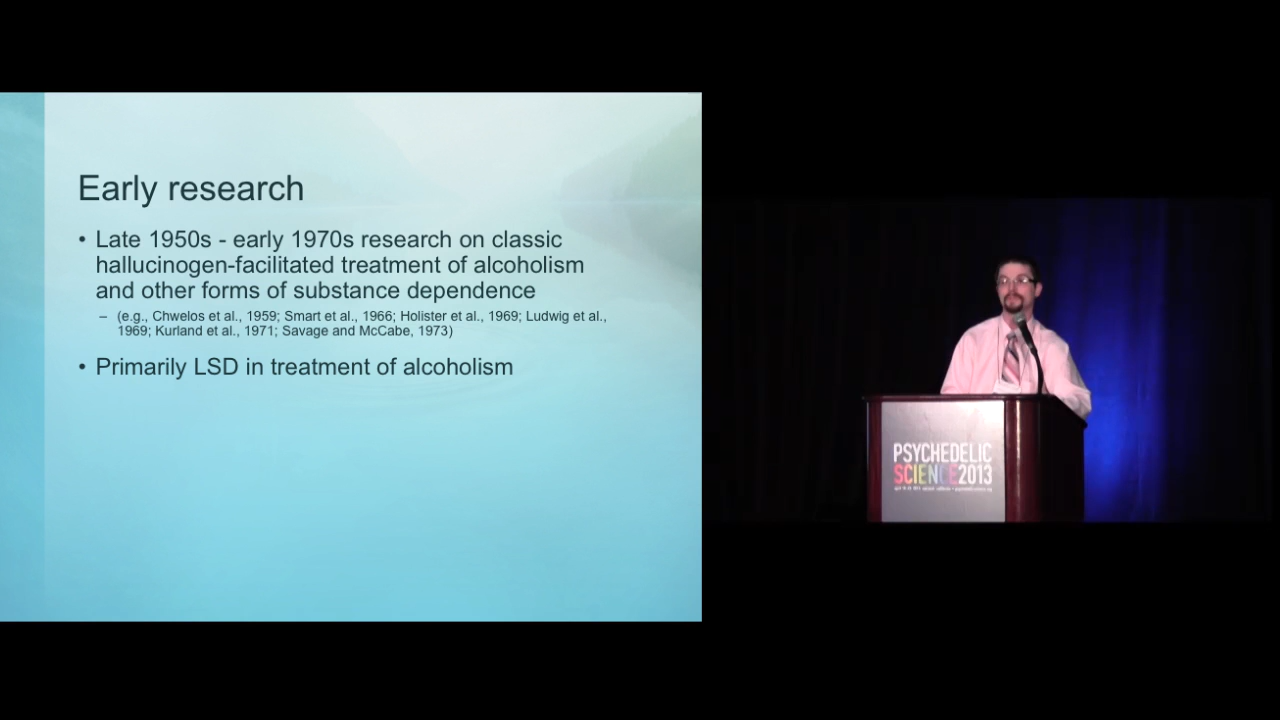 Early research
• Late 1950s - early 1970s research on classic
hallucinogen-facilitated treatment of alcoholism
and other forms of substance dependence
– (e.g., Chwelos et al., 1959; Smart et al., 1966; Holister et al., 1969; Ludwig et al.,
1969; Kurland et al., 1971; Savage and McCabe, 1973)
• Primarily LSD in treatment of alcoholism
PSYCHEDELIC
SCIENCE2013